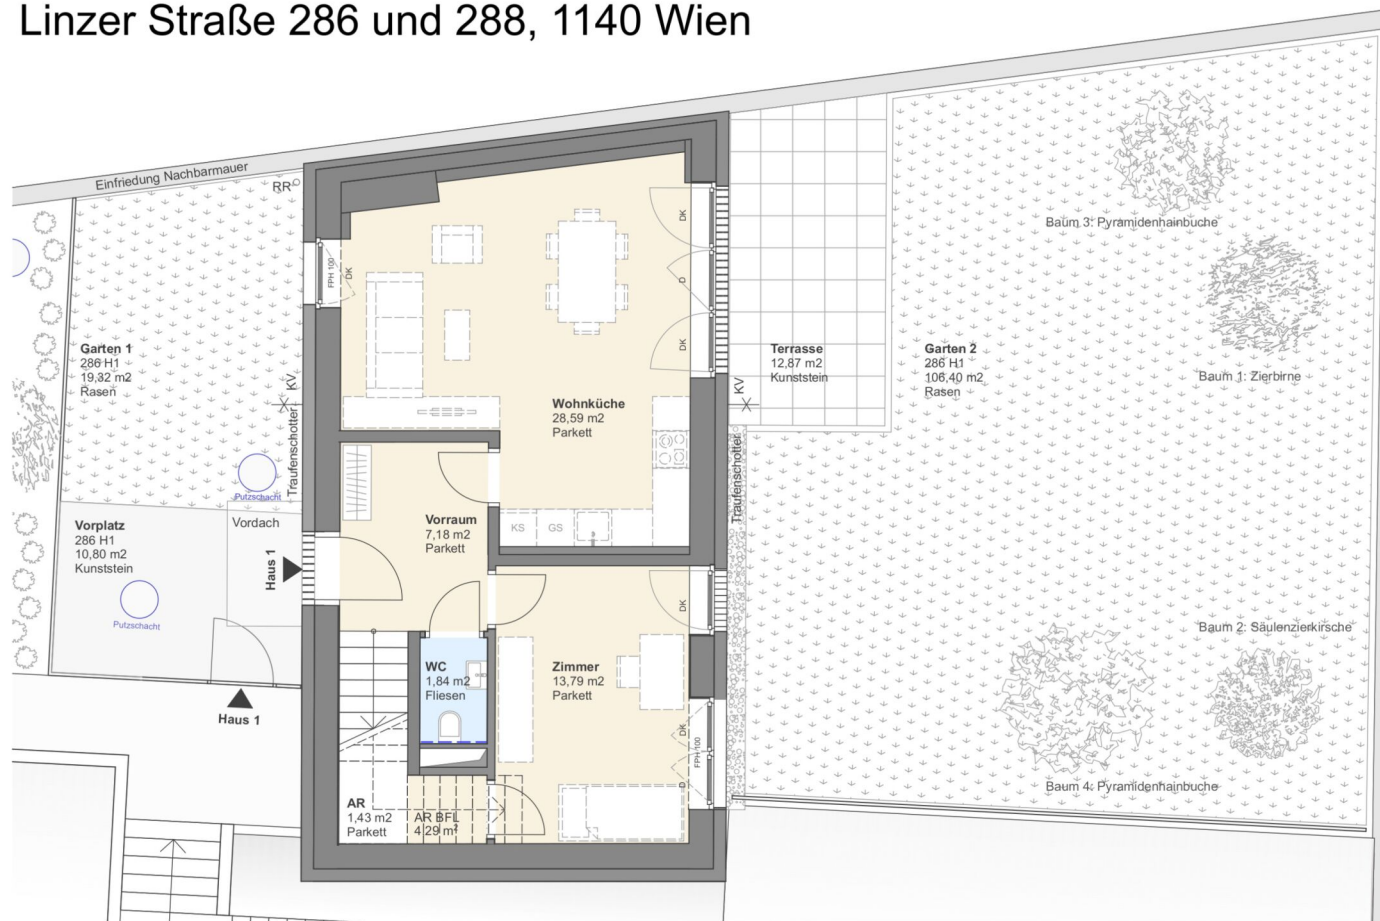 Linzer Straße 286 und 288, 1140 Wien
Einfriedung Nachbarmauer
RR
Baum 3: Pyramidenhainbuche
Baum 1: Zierbirne
DK
FPH 100
DK
D
DK
Garten 1
286 H1
19,32 m2
Rasen
Terrasse
12,87 m2
Kunststein
Garten 2
286 H1
106,40 m2
Rasen
KV
KV
Wohnküche
28,59 m2
Parkett
Traufenschotter
Traufenschotter
Putzschacht
Vorplatz
286 H1
10,80 m2
Kunststein
Vordach
Vorraum
7,18 m2
Parkett
KS
GS
Haus 1
DK
Putzschacht
Baum 2: Säulenzierkirsche
WC
1,84 m2
Fliesen
Zimmer
13,79 m2
Parkett
Haus 1
DK
FPH 100
D
Baum 4: Pyramidenhainbuche
AR
1,43 m2
Parkett
AR BFL
4,29 m²